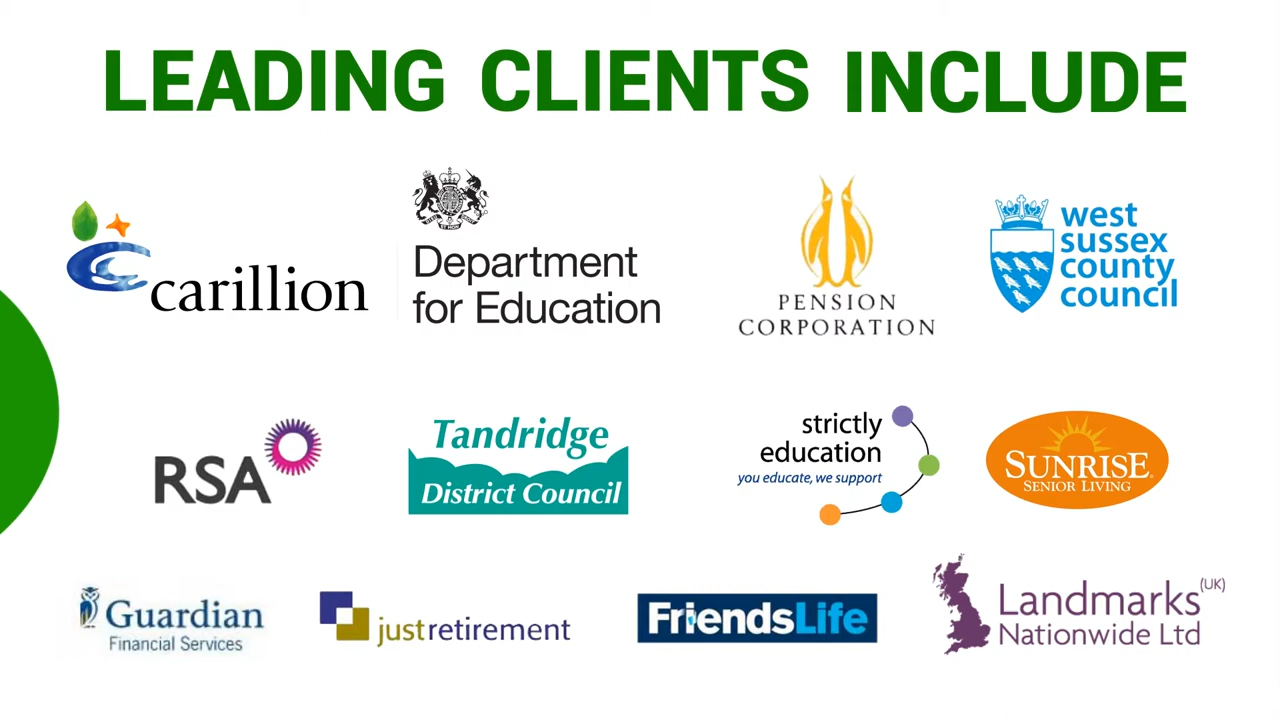 LEADING CLIENTS INCLUDE
carillion
Department
for Education
PENSION
CORPORATION
west
sussex
county
council
RSA
Tandridge
District Council
strictly
education
you educate, we support
SUNRISE
SENIOR LIVING
Guardian
Financial Services
justretirement
FriendsLife
Landmarks (UK)
Nationwide Ltd